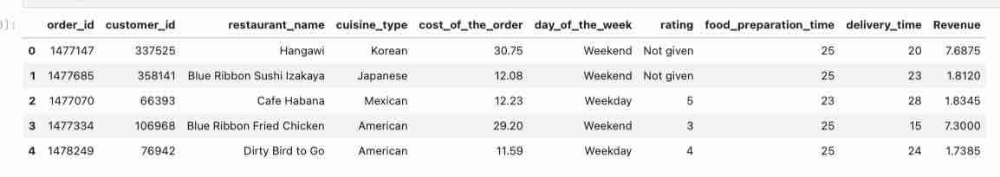 order_id customer_id restaurant_name cuisine_type cost_of_the_order day_of_the_week rating food_preparation_time delivery_time Revenue
0 1477147 337525 Hangawi Korean 30.75 Weekend Not given 25 20 7.6875
1 1477685 358141 Blue Ribbon Sushi Izakaya Japanese 12.08 Weekend Not given 25 23 1.8120
2 1477070 66393 Cafe Habana Mexican 12.23 Weekday 5 23 28 1.8345
3 1477334 106968 Blue Ribbon Fried Chicken American 29.20 Weekend 3 25 15 7.3000
4 1478249 76942 Dirty Bird to Go American 11.59 Weekday 4 25 24 1.7385